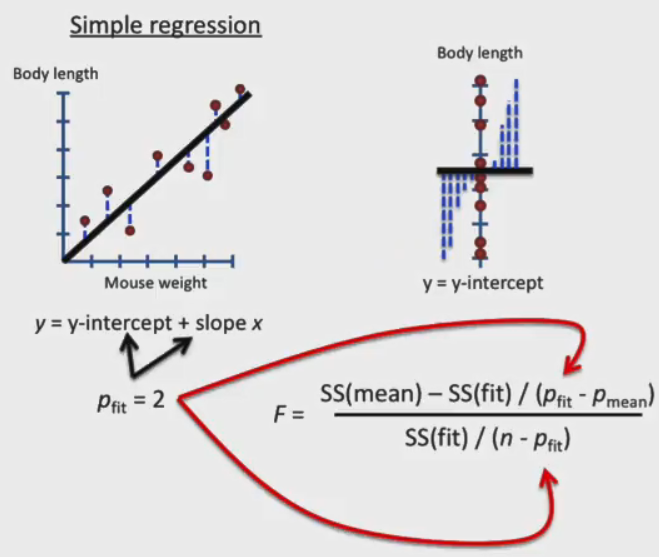 Simple regression
Body length
Mouse weight
y = y-intercept + slope x
Body length
y = y-intercept
p_fit = 2
F =
SS(mean) – SS(fit) / (p_fit - p_mean)
SS(fit) / (n - p_fit)